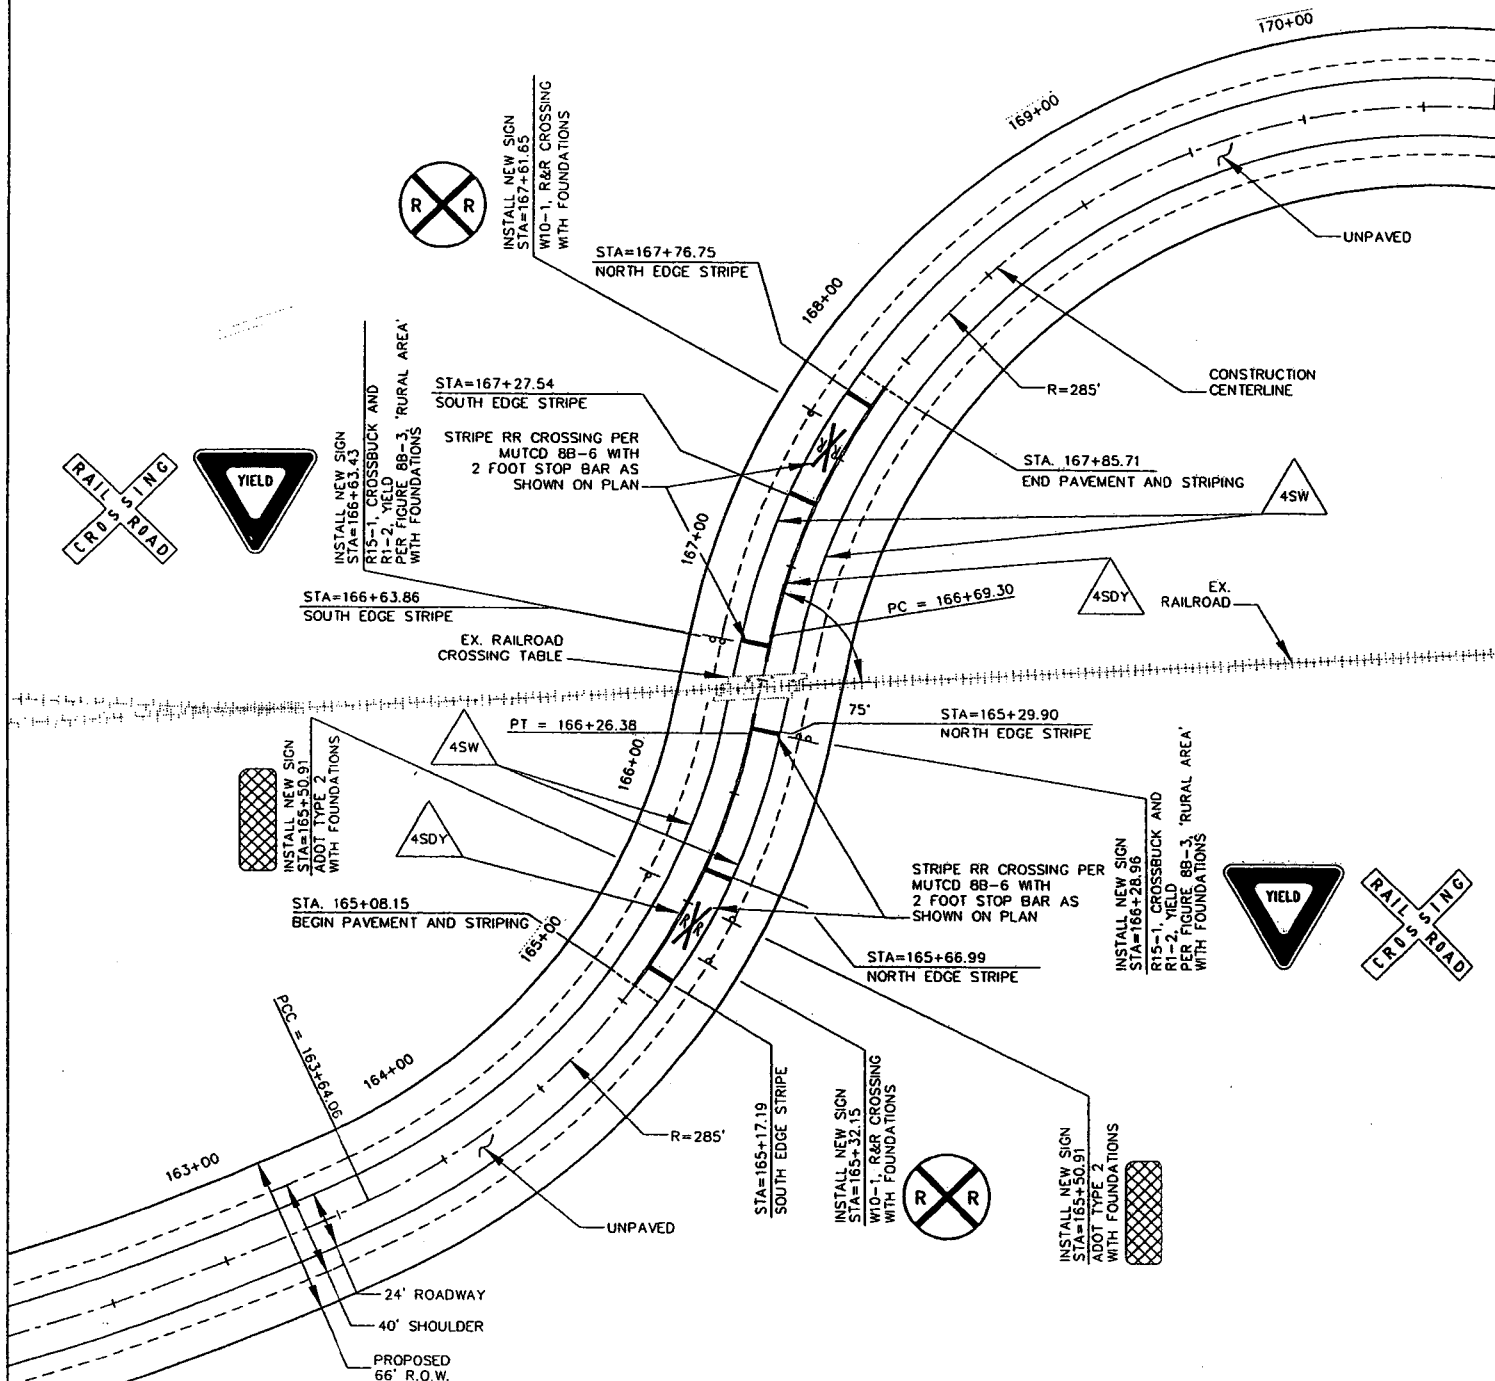 170+00
169+00
INSTALL NEW SIGN
STA=167+61.65
W10-1, R&R CROSSING
WITH FOUNDATIONS
R R
UNPAVED
STA=167+76.75
NORTH EDGE STRIPE
168+00
INSTALL NEW SIGN
STA=166+63.43
R15-1, CROSSBUCK AND
R1-2, YIELD
PER FIGURE 8B-3, 'RURAL AREA'
WITH FOUNDATIONS
STA=167+27.54
SOUTH EDGE STRIPE
R=285'
CONSTRUCTION
CENTERLINE
STRIPE RR CROSSING PER
MUTCD 8B-6 WITH
2 FOOT STOP BAR AS
SHOWN ON PLAN
R R
STA. 167+85.71
END PAVEMENT AND STRIPING
4SW
RAIL ROAD
CROSSING
YIELD
167+00
STA=166+63.86
SOUTH EDGE STRIPE
PC = 166+69.30
4SDY
EX.
RAILROAD
EX. RAILROAD
CROSSING TABLE
75°
PT = 166+26.38
STA=165+29.90
NORTH EDGE STRIPE
4SW
166+00
INSTALL NEW SIGN
STA=165+50.91
ADOT TYPE 2
WITH FOUNDATIONS
4SDY
INSTALL NEW SIGN
STA=166+28.96
R15-1, CROSSBUCK AND
R1-2, YIELD
PER FIGURE 8B-3, 'RURAL AREA'
WITH FOUNDATIONS
YIELD
RAIL ROAD
CROSSING
STRIPE RR CROSSING PER
MUTCD 8B-6 WITH
2 FOOT STOP BAR AS
SHOWN ON PLAN
STA. 165+08.15
BEGIN PAVEMENT AND STRIPING
R R
165+00
STA=165+66.99
NORTH EDGE STRIPE
PCC = 163+64.06
164+00
STA=165+17.19
SOUTH EDGE STRIPE
INSTALL NEW SIGN
STA=165+32.15
W10-1, R&R CROSSING
WITH FOUNDATIONS
R R
INSTALL NEW SIGN
STA=165+50.91
ADOT TYPE 2
WITH FOUNDATIONS
R=285'
163+00
UNPAVED
24' ROADWAY
40' SHOULDER
PROPOSED
66' R.O.W.